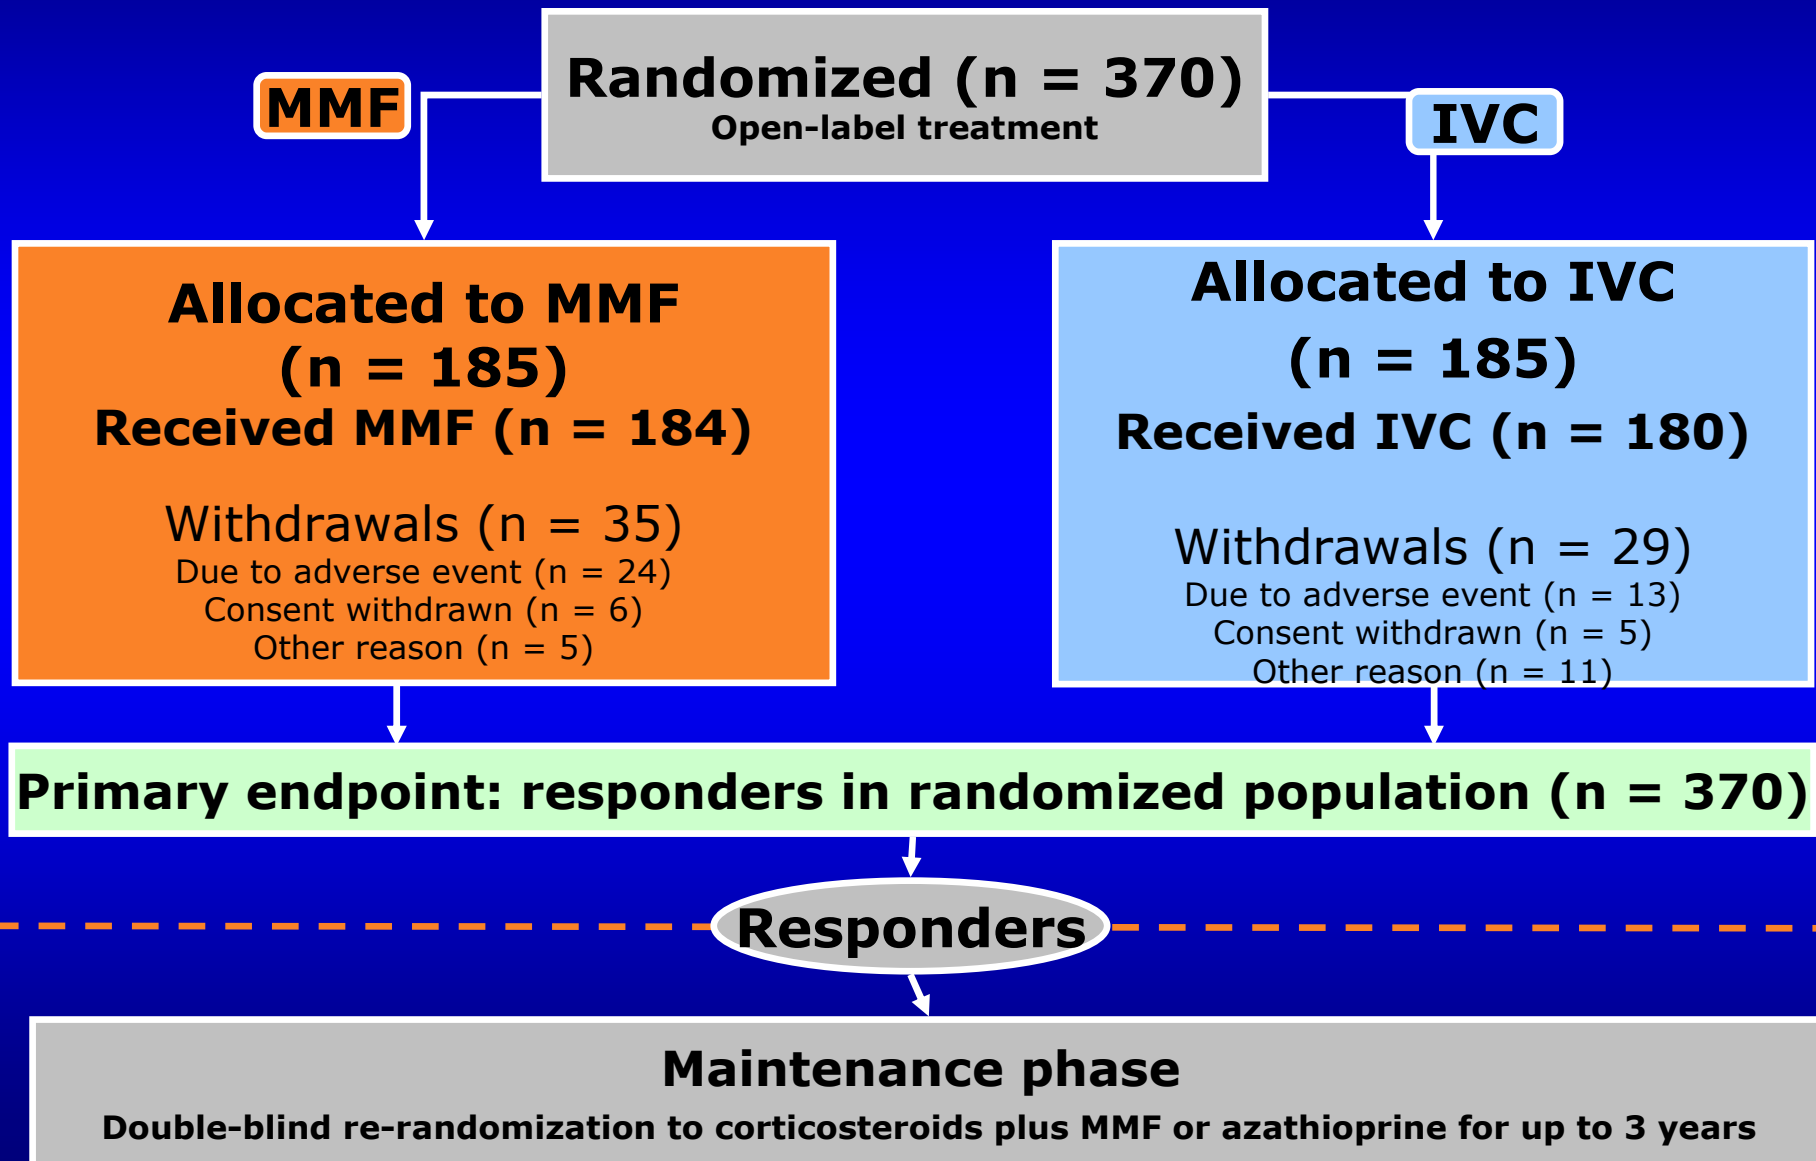 Randomized (n = 370)
Open-label treatment
MMF
IVC
Allocated to MMF
(n = 185)
Received MMF (n = 184)
Withdrawals (n = 35)
Due to adverse event (n = 24)
Consent withdrawn (n = 6)
Other reason (n = 5)
Allocated to IVC
(n = 185)
Received IVC (n = 180)
Withdrawals (n = 29)
Due to adverse event (n = 13)
Consent withdrawn (n = 5)
Other reason (n = 11)
Primary endpoint: responders in randomized population (n = 370)
Responders
Maintenance phase
Double-blind re-randomization to corticosteroids plus MMF or azathioprine for up to 3 years